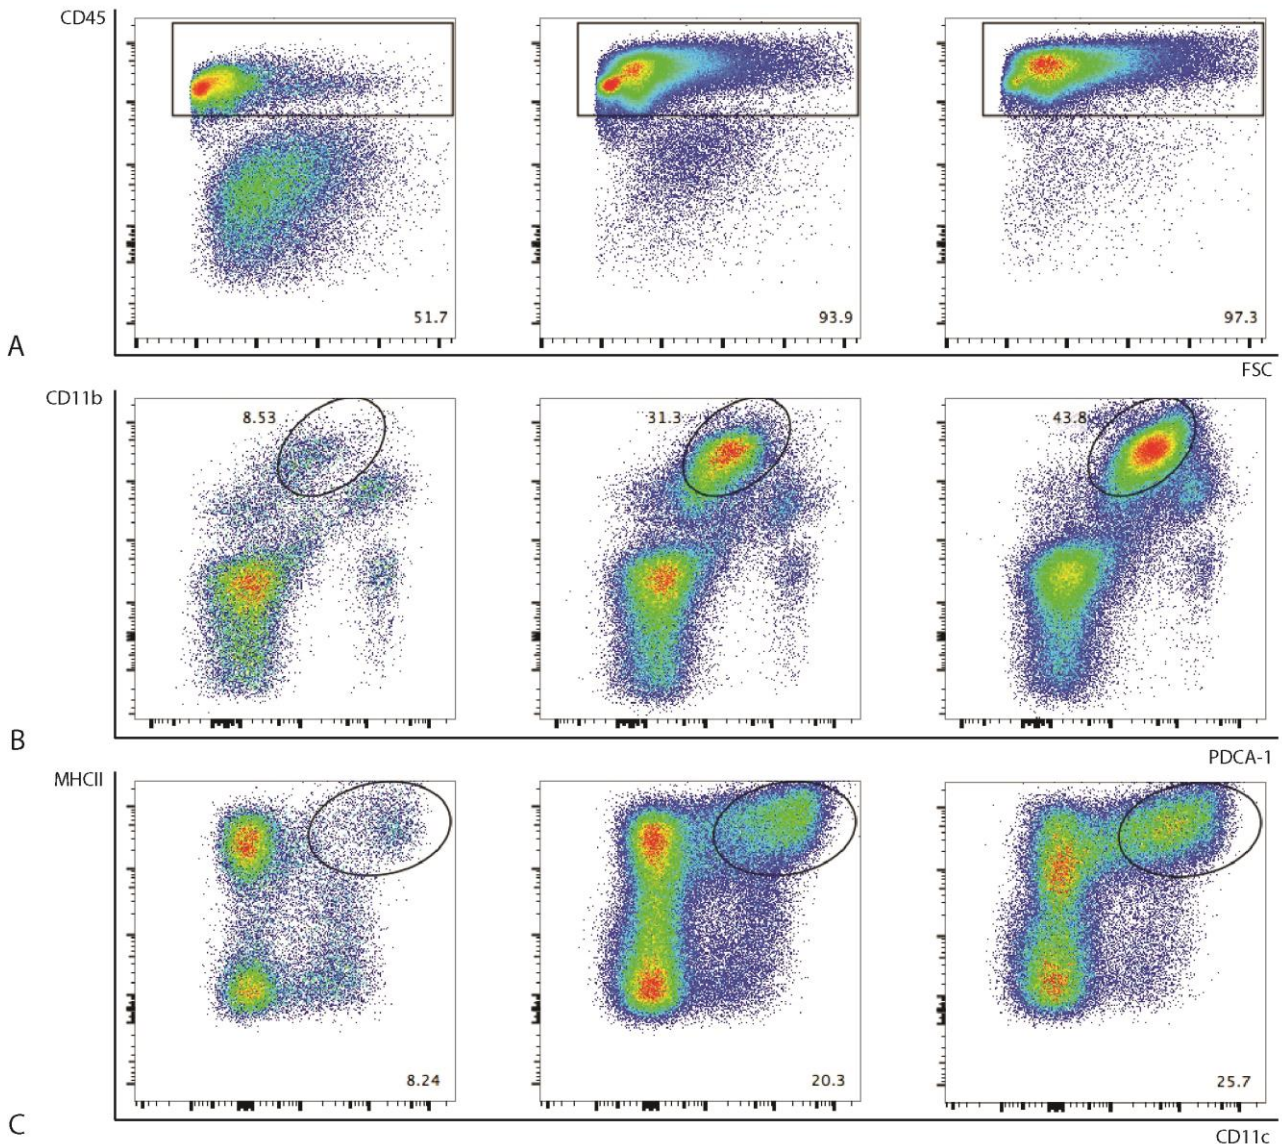 CD45
51.7
93.9
97.3
A
FSC
CD11b
8.53
31.3
43.8
B
PDCA-1
MHCII
8.24
20.3
25.7
C
CD11c